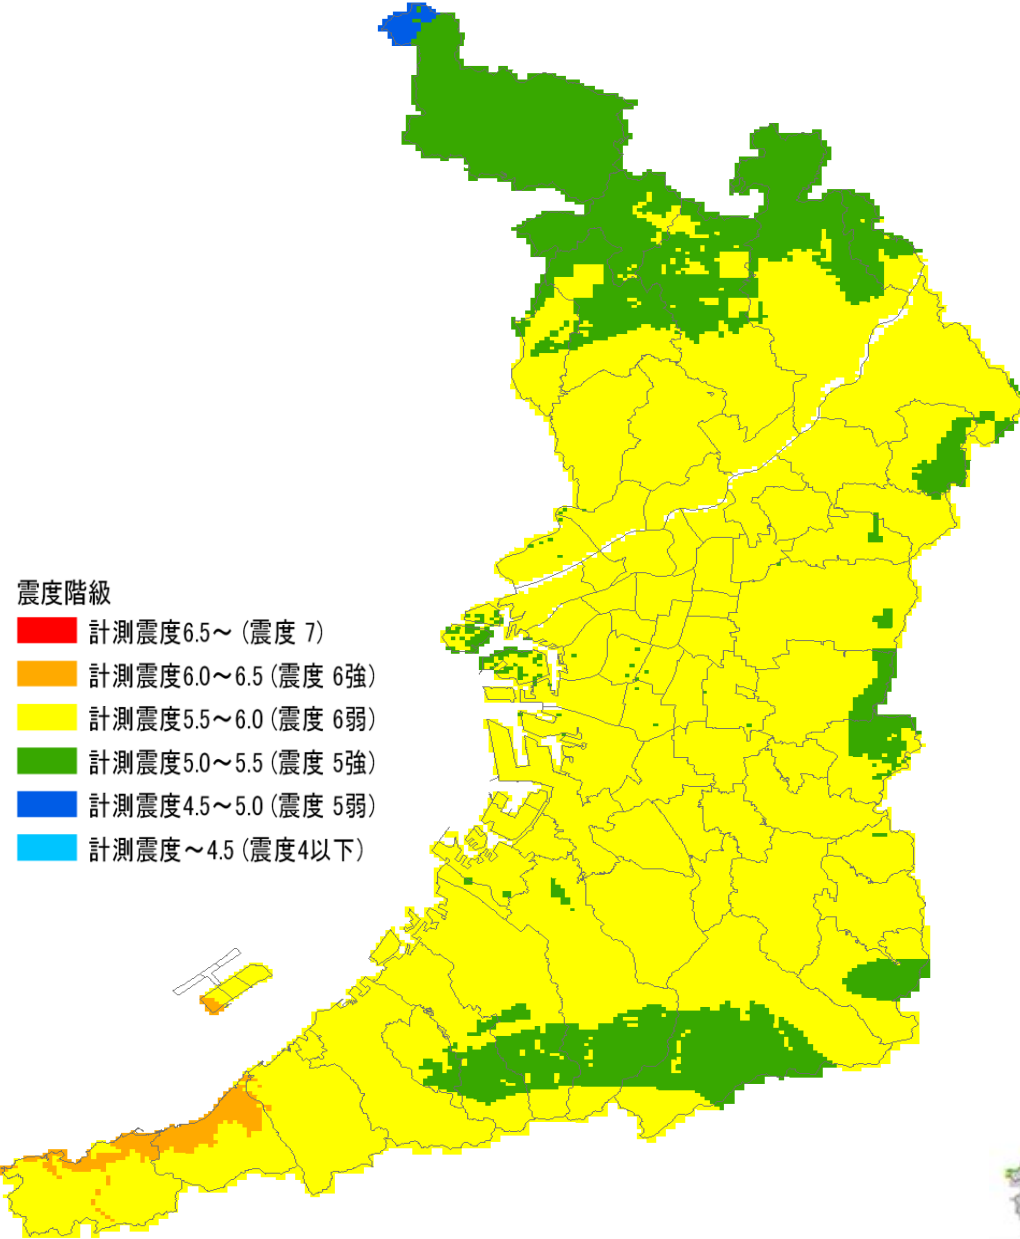 震度階級
計測震度6.5～ (震度 7)
計測震度6.0～6.5 (震度 6強)
計測震度5.5～6.0 (震度 6弱)
計測震度5.0～5.5 (震度 5強)
計測震度4.5～5.0 (震度 5弱)
計測震度～4.5 (震度4以下)